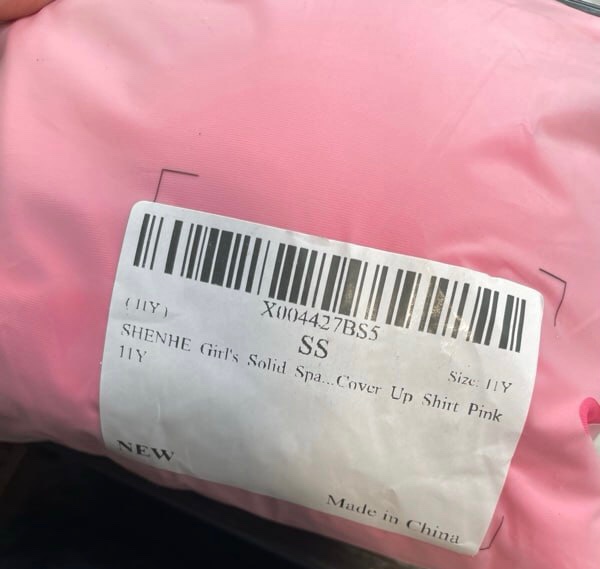 X004427BS5
(11Y) SS Size: 11Y
SHENHE Girl's Solid Spa...Cover Up Shirt Pink
11Y
NEW
Made in China